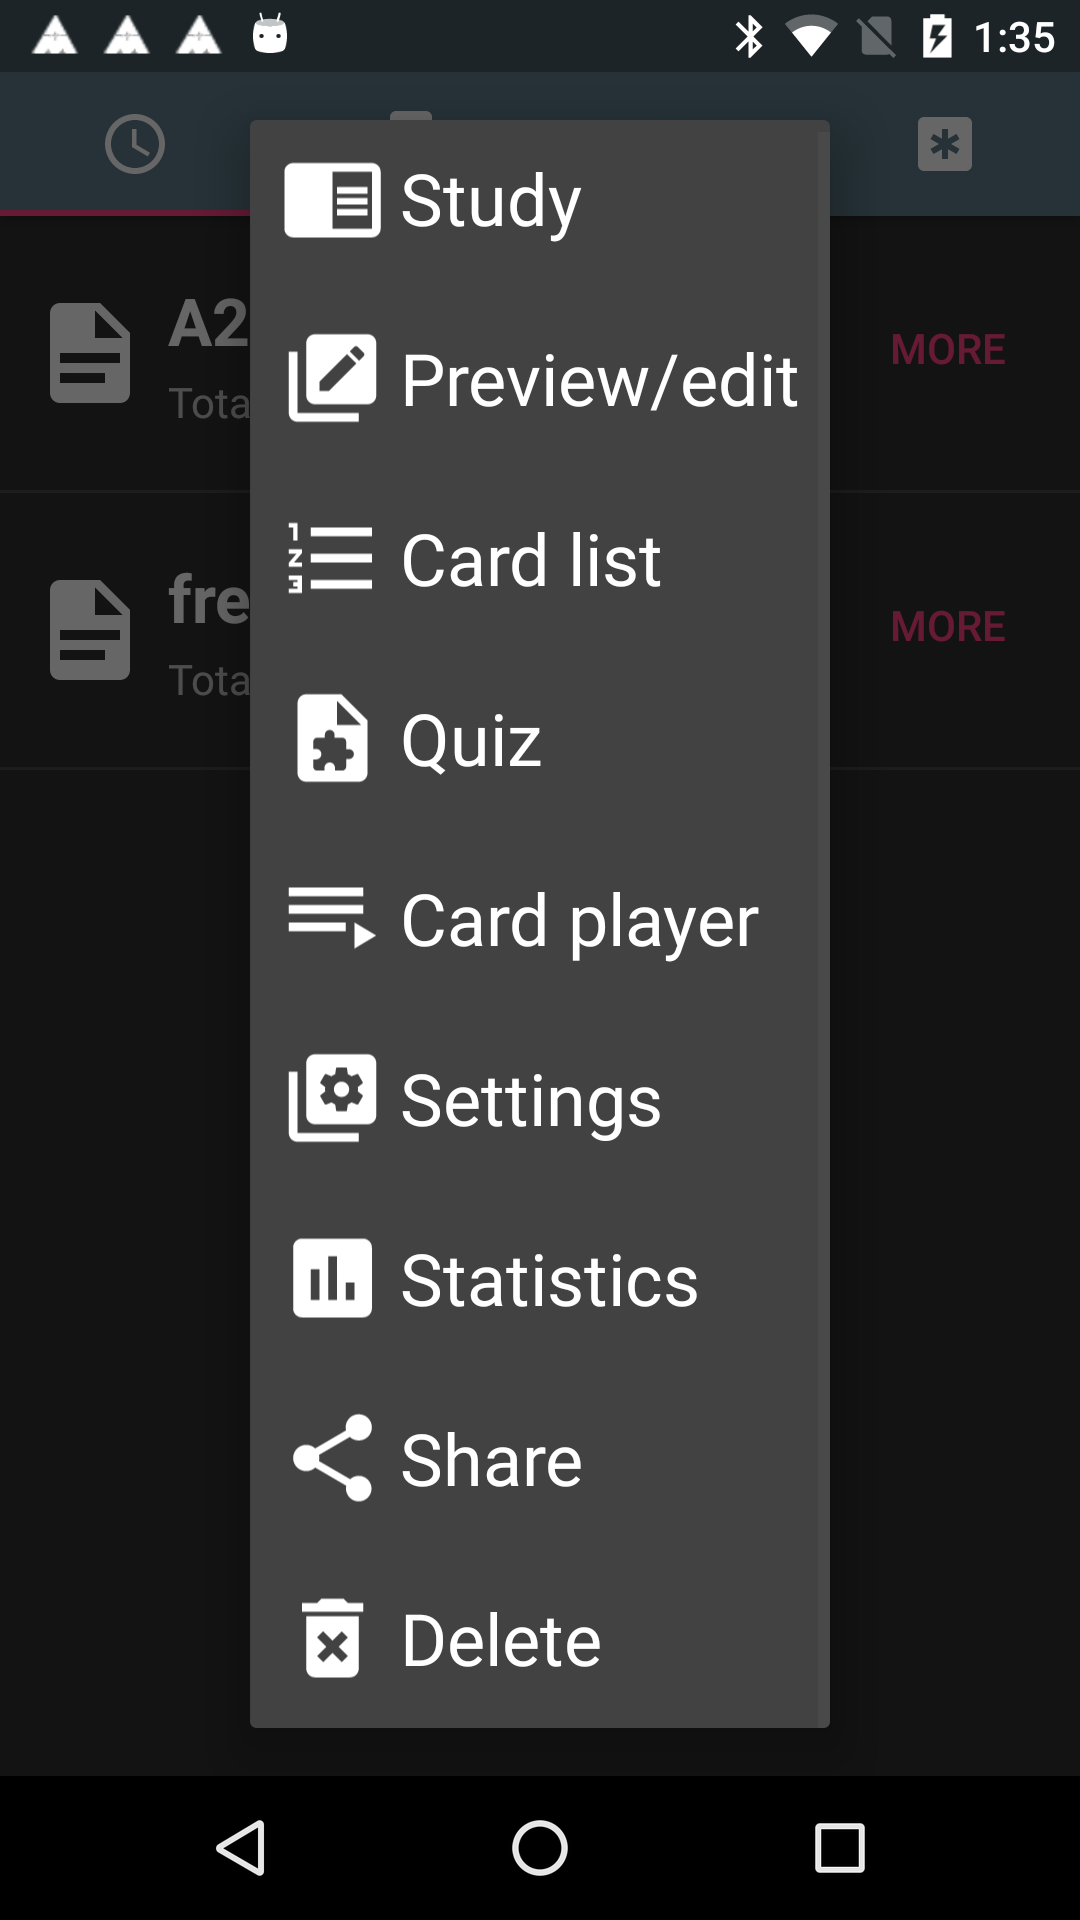 1:35
Study
A2
MORE
Tota
Preview/edit
Card list
fre
MORE
Tota
Quiz
Card player
Settings
Statistics
Share
Delete